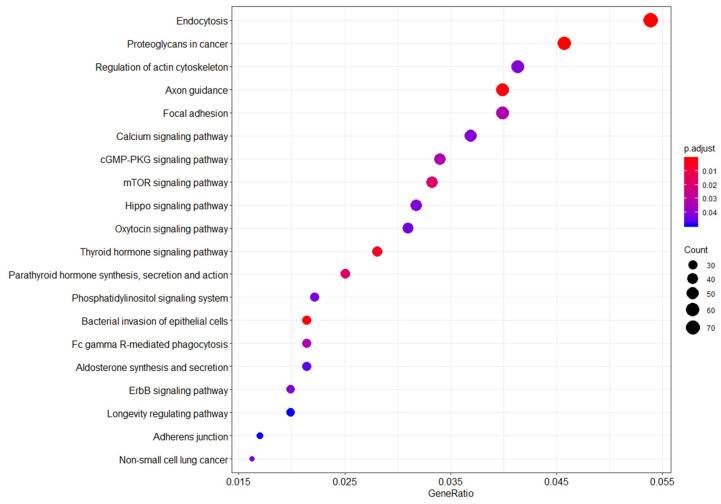 Endocytosis
Proteoglycans in cancer
Regulation of actin cytoskeleton
Axon guidance
Focal adhesion
Calcium signaling pathway
cGMP-PKG signaling pathway
mTOR signaling pathway
Hippo signaling pathway
Oxytocin signaling pathway
Thyroid hormone signaling pathway
Parathyroid hormone synthesis, secretion and action
Phosphatidylinositol signaling system
Bacterial invasion of epithelial cells
Fc gamma R-mediated phagocytosis
Aldosterone synthesis and secretion
ErbB signaling pathway
Longevity regulating pathway
Adherens junction
Non-small cell lung cancer
0.015 0.025 0.035 0.045 0.055
GeneRatio
p.adjust
0.01
0.02
0.03
0.04
Count
30
40
50
60
70